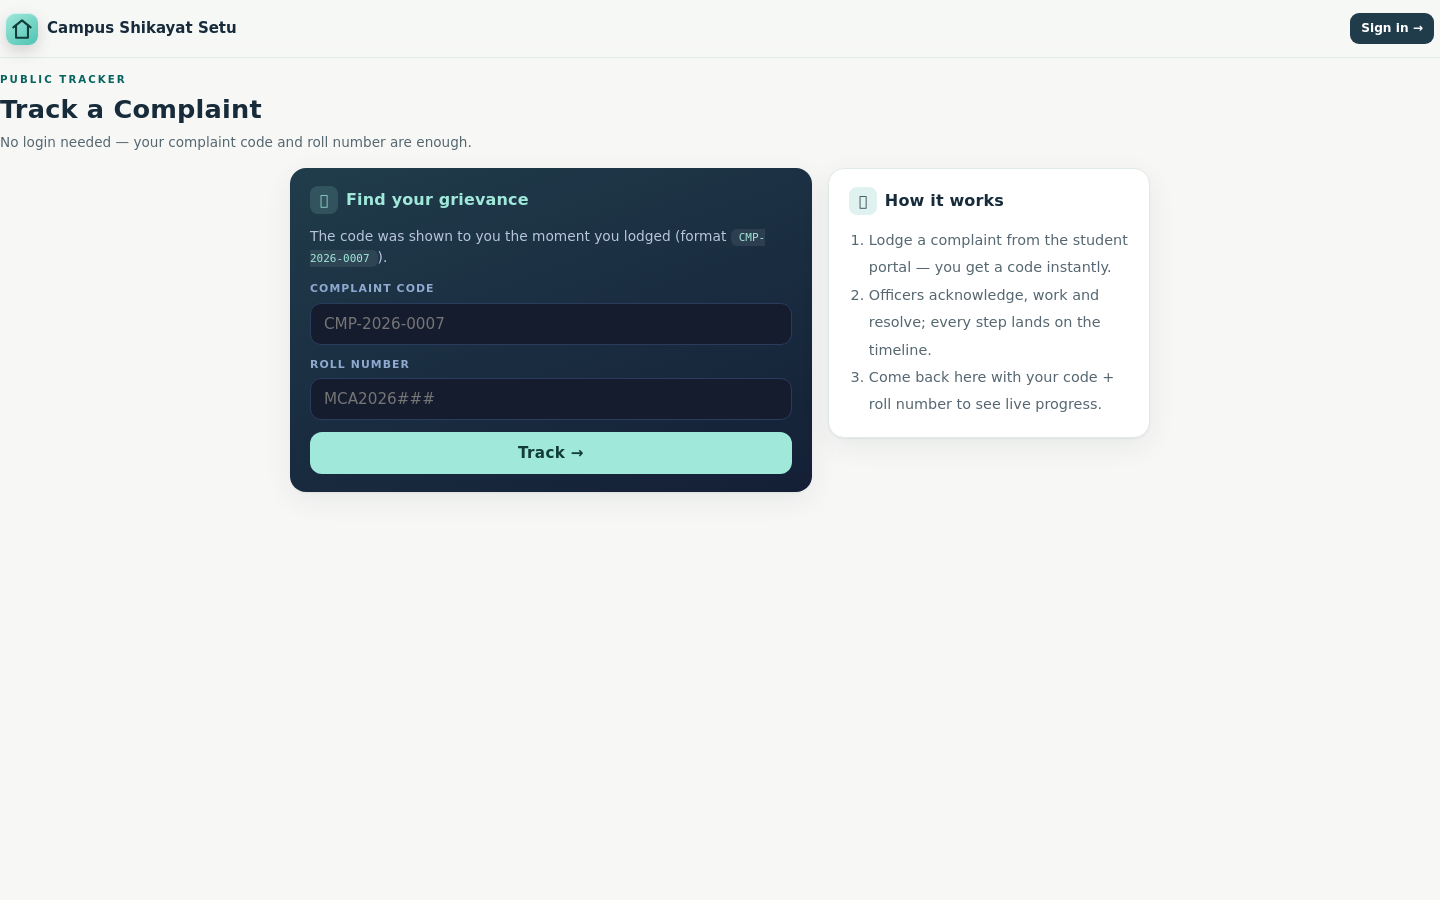 Campus Shikayat Setu
Sign In →
PUBLIC TRACKER
Track a Complaint
No login needed — your complaint code and roll number are enough.
Find your grievance
The code was shown to you the moment you lodged (format CMP-
2026-0007 ).
COMPLAINT CODE
CMP-2026-0007
ROLL NUMBER
MCA2026###
Track →
How it works
1. Lodge a complaint from the student
portal — you get a code instantly.
2. Officers acknowledge, work and
resolve; every step lands on the
timeline.
3. Come back here with your code +
roll number to see live progress.